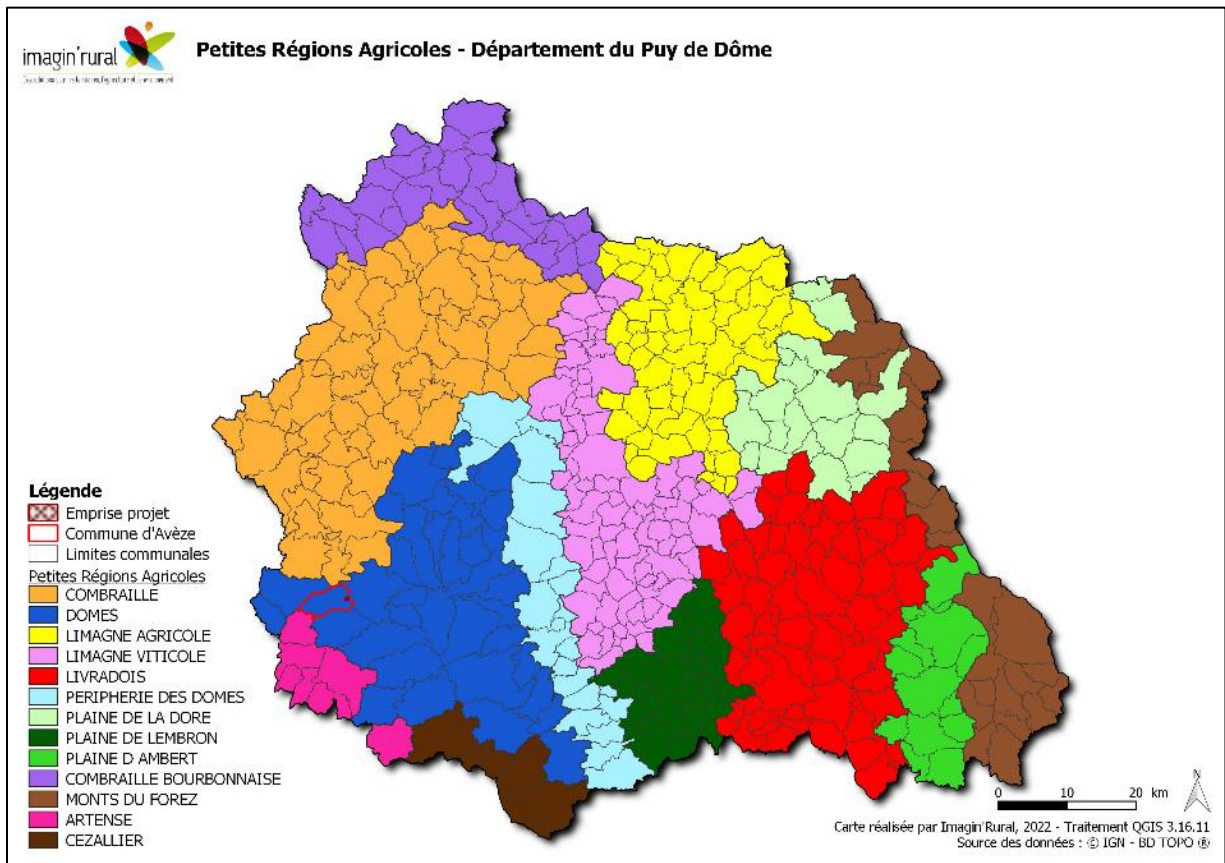 imagin'rural
Petites Régions Agricoles - Département du Puy de Dôme
Légende
Emprise projet
Commune d'Avèze
Limites communales
Petites Régions Agricoles
COMBRAILLE
DOMES
LIMAGNE AGRICOLE
LIMAGNE VITICOLE
LIVRADOIS
PERIPHERIE DES DOMES
PLAINE DE LA DORE
PLAINE DE LEMBRON
PLAINE D AMBERT
COMBRAILLE BOURBONNAISE
MONTS DU FOREZ
ARTENSE
CEZALLIER
N
0 10 20 km
Carte réalisée par Imagin'Rural, 2022 - Traitement QGIS 3.16.11
Source des données : © IGN - BD TOPO ®